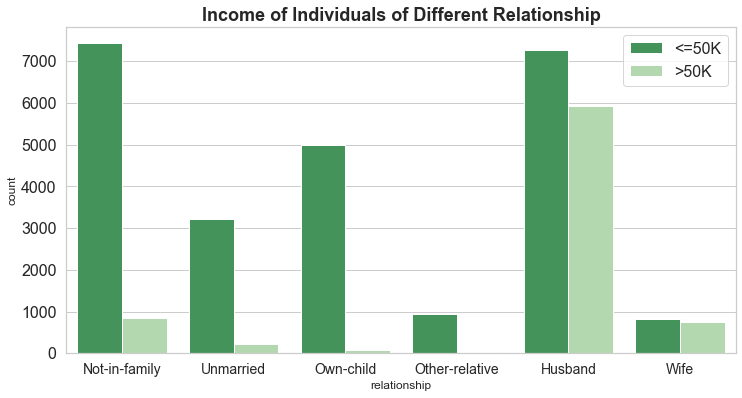 Income of Individuals of Different Relationship
<=50K
>50K
7000
6000
5000
4000
3000
2000
1000
0
count
Not-in-family
Unmarried
Own-child
Other-relative
Husband
Wife
relationship